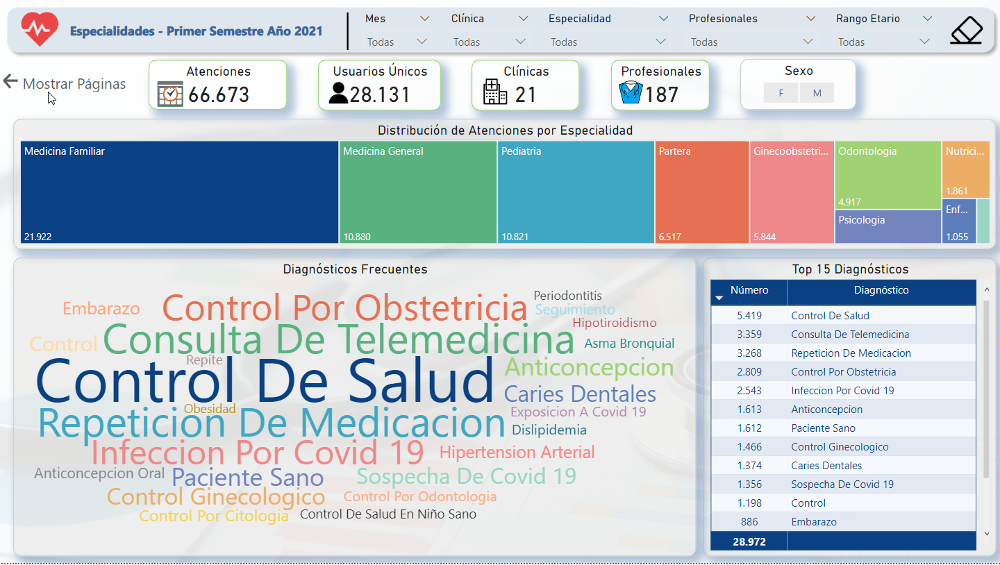 Especialidades - Primer Semestre Año 2021
Mes
Todas
Clínica
Todas
Especialidad
Todas
Profesionales
Todas
Rango Etario
Todas
Mostrar Páginas
Atenciones
66.673
Usuarios Únicos
28.131
Clínicas
21
Profesionales
187
Sexo
F M
Distribución de Atenciones por Especialidad
Medicina Familiar
21.922
Medicina General
10.880
Pediatria
10.821
Partera
6.517
Ginecoobstetri...
5.844
Odontologia
4.917
Psicologia
Nutrici...
1.861
Enf...
1.055
Diagnósticos Frecuentes
Embarazo
Control Por Obstetricia
Periodontitis
Seguimiento
Hipotiroidismo
Control
Consulta De Telemedicina
Asma Bronquial
Repite
Control De Salud
Anticoncepcion
Caries Dentales
Obesidad
Exposicion A Covid 19
Repeticion De Medicacion
Dislipidemia
Infeccion Por Covid 19
Hipertension Arterial
Anticoncepcion Oral
Paciente Sano
Sospecha De Covid 19
Control Ginecologico
Control Por Odontologia
Control Por Citologia
Control De Salud En Niño Sano
Top 15 Diagnósticos
Número Diagnóstico
5.419 Control De Salud
3.359 Consulta De Telemedicina
3.268 Repeticion De Medicacion
2.809 Control Por Obstetricia
2.543 Infeccion Por Covid 19
1.613 Anticoncepcion
1.612 Paciente Sano
1.466 Control Ginecologico
1.374 Caries Dentales
1.356 Sospecha De Covid 19
1.198 Control
886 Embarazo
28.972